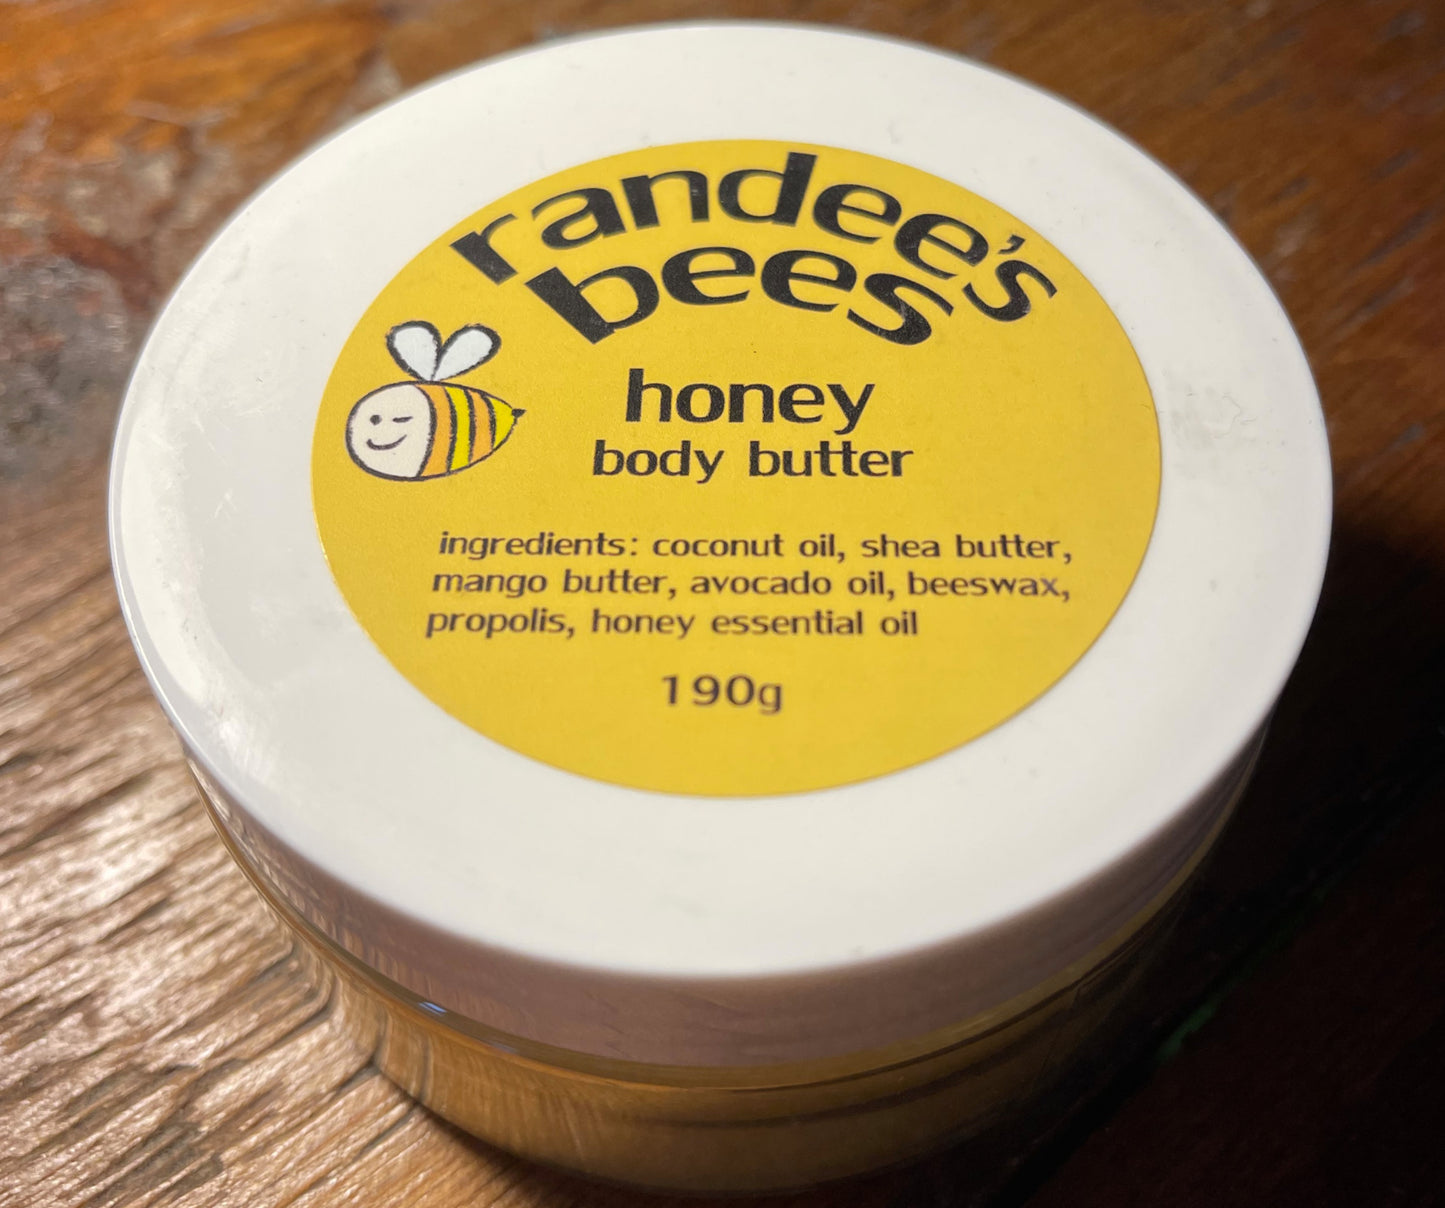 randee's
bees
honey
body butter
ingredients: coconut oil, shea butter,
mango butter, avocado oil, beeswax,
propolis, honey essential oil
190g